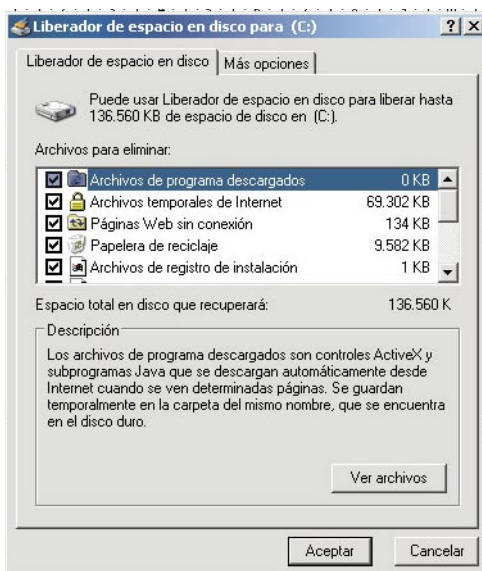 Liberador de espacio en disco para (C:)
Liberador de espacio en disco Más opciones
Puede usar Liberador de espacio en disco para liberar hasta
136.560 KB de espacio de disco en (C:).
Archivos para eliminar:
Archivos de programa descargados 0 KB
Archivos temporales de Internet 69.302 KB
Páginas Web sin conexión 134 KB
Papelera de reciclaje 9.582 KB
Archivos de registro de instalación 1 KB
Espacio total en disco que recuperará: 136.560 K
Descripción
Los archivos de programa descargados son controles ActiveX y
subprogramas Java que se descargan automáticamente desde
Internet cuando se ven determinadas páginas. Se guardan
temporalmente en la carpeta del mismo nombre, que se encuentra
en el disco duro.
Ver archivos
Aceptar Cancelar